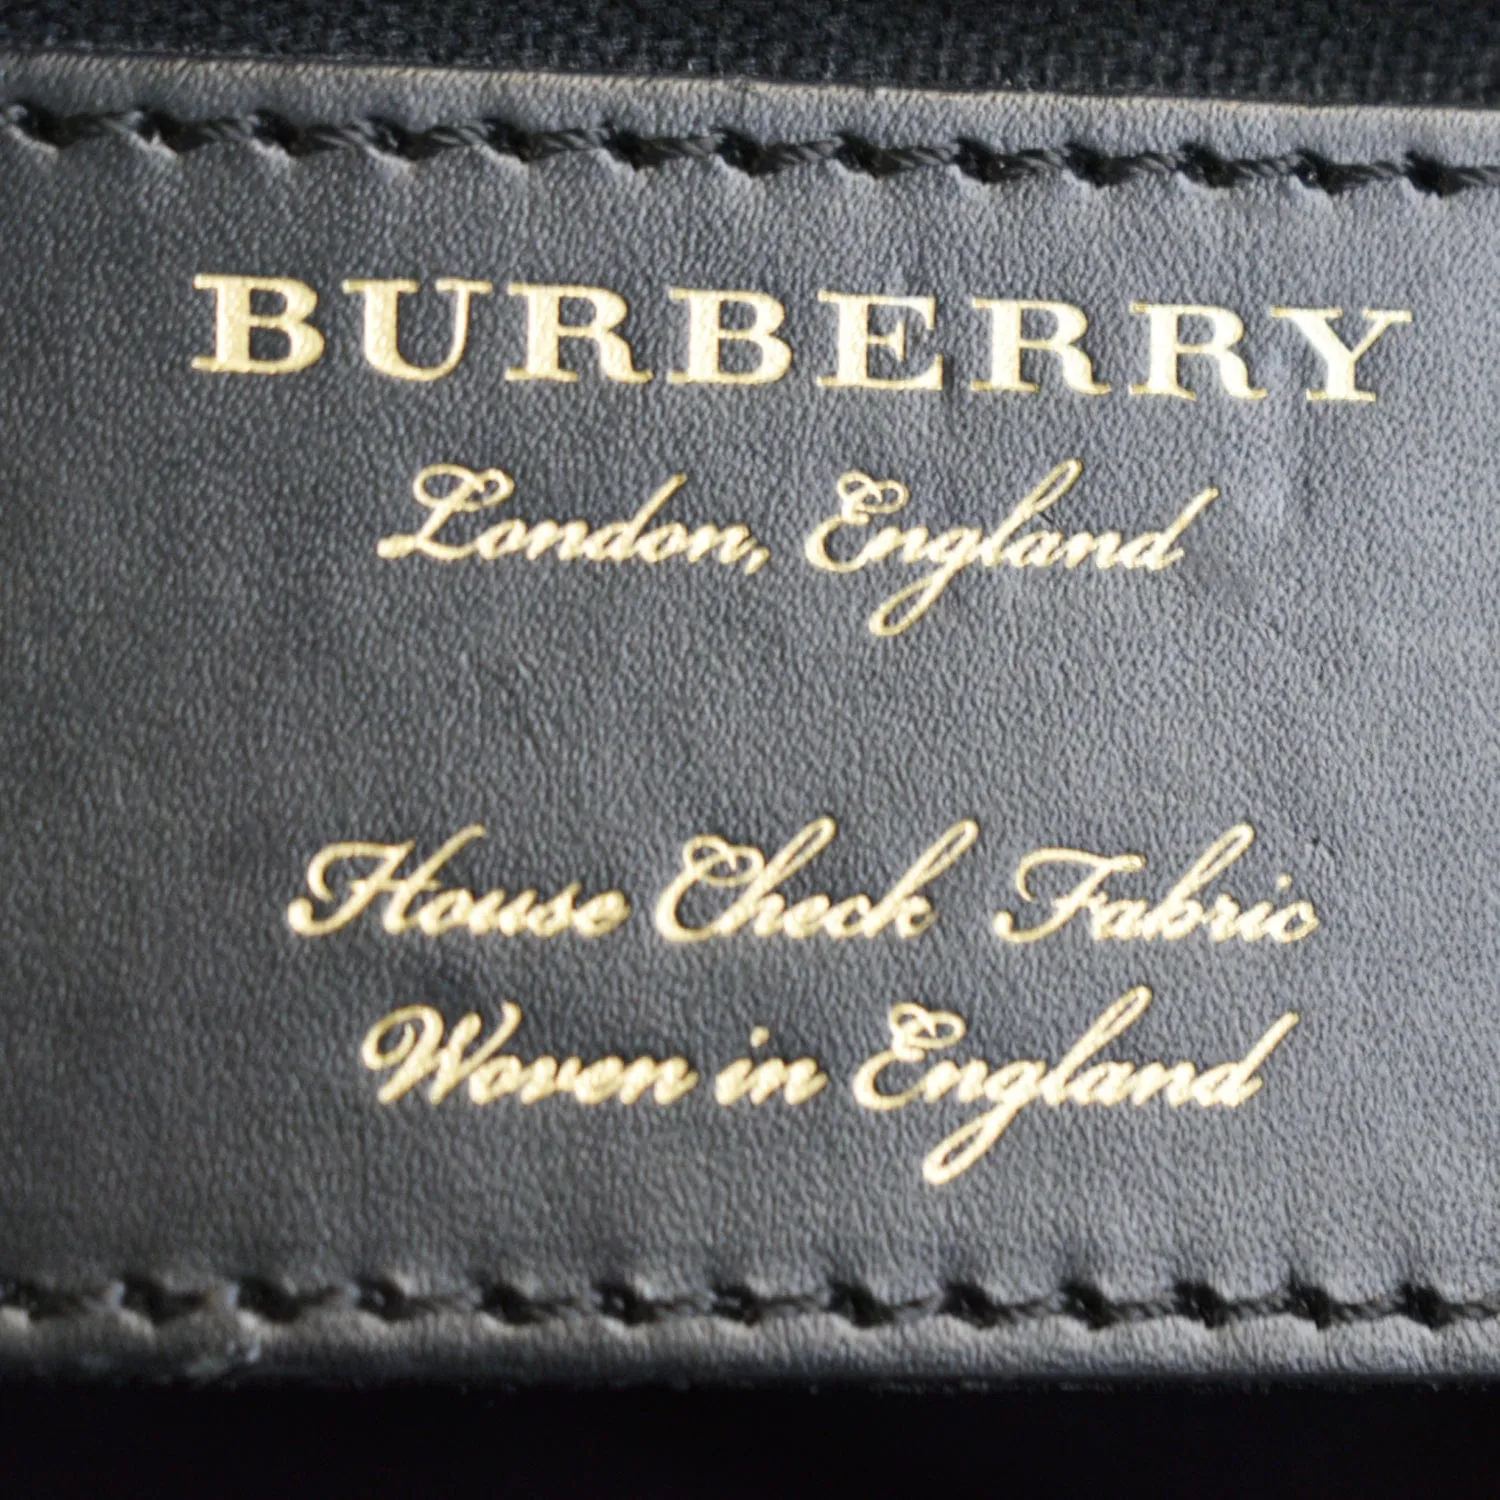 BURBERRY
London, England
House Check Fabric
Woven in England